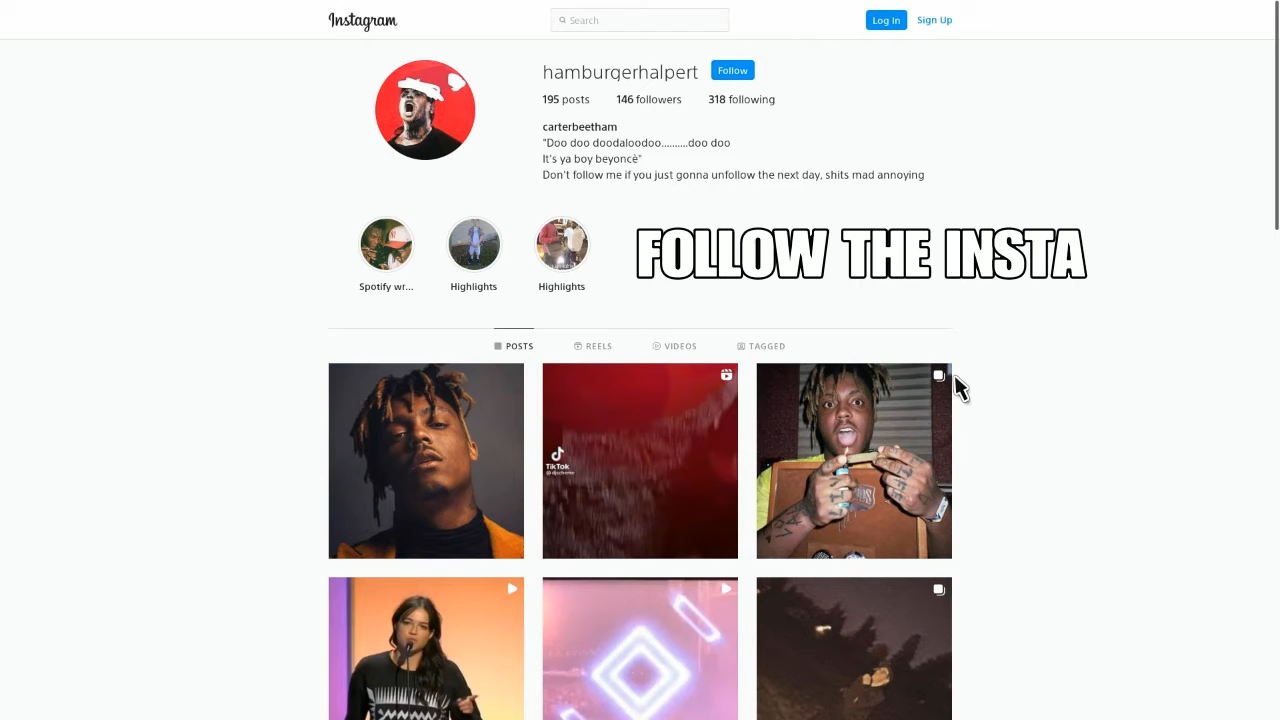 Instagram
Search
Log In
Sign Up
hamburgerhalpert
Follow
195 posts
146 followers
318 following
carterbeetham
"Doo doo doodaloodoo..........doo doo
It's ya boy beyoncè"
Don't follow me if you just gonna unfollow the next day, shits mad annoying
Spotify wr...
Highlights
Highlights
FOLLOW THE INSTA
POSTS
REELS
VIDEOS
TAGGED
TikTok